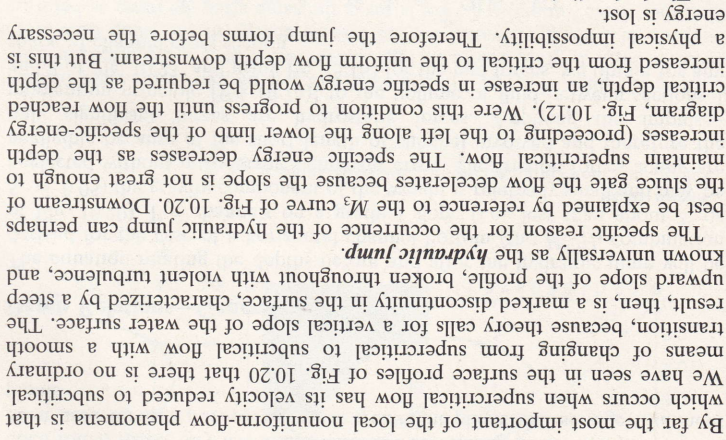 By far the most important of the local nonuniform-flow phenomena is that
which occurs when supercritical flow has its velocity reduced to subcritical.
We have seen in the surface profiles of Fig. 10.20 that there is no ordinary
means of changing from supercritical to subcritical flow with a smooth
transition, because theory calls for a vertical slope of the water surface. The
result, then, is a marked discontinuity in the surface, characterized by a steep
upward slope of the profile, broken throughout with violent turbulence, and
known universally as the hydraulic jump.
The specific reason for the occurrence of the hydraulic jump can perhaps
best be explained by reference to the M₃ curve of Fig. 10.20. Downstream of
the sluice gate the flow decelerates because the slope is not great enough to
maintain supercritical flow. The specific energy decreases as the depth
increases (proceeding to the left along the lower limb of the specific-energy
diagram, Fig. 10.12). Were this condition to progress until the flow reached
critical depth, an increase in specific energy would be required as the depth
increased from the critical to the uniform flow depth downstream. But this is
a physical impossibility. Therefore the jump forms before the necessary
energy is lost.